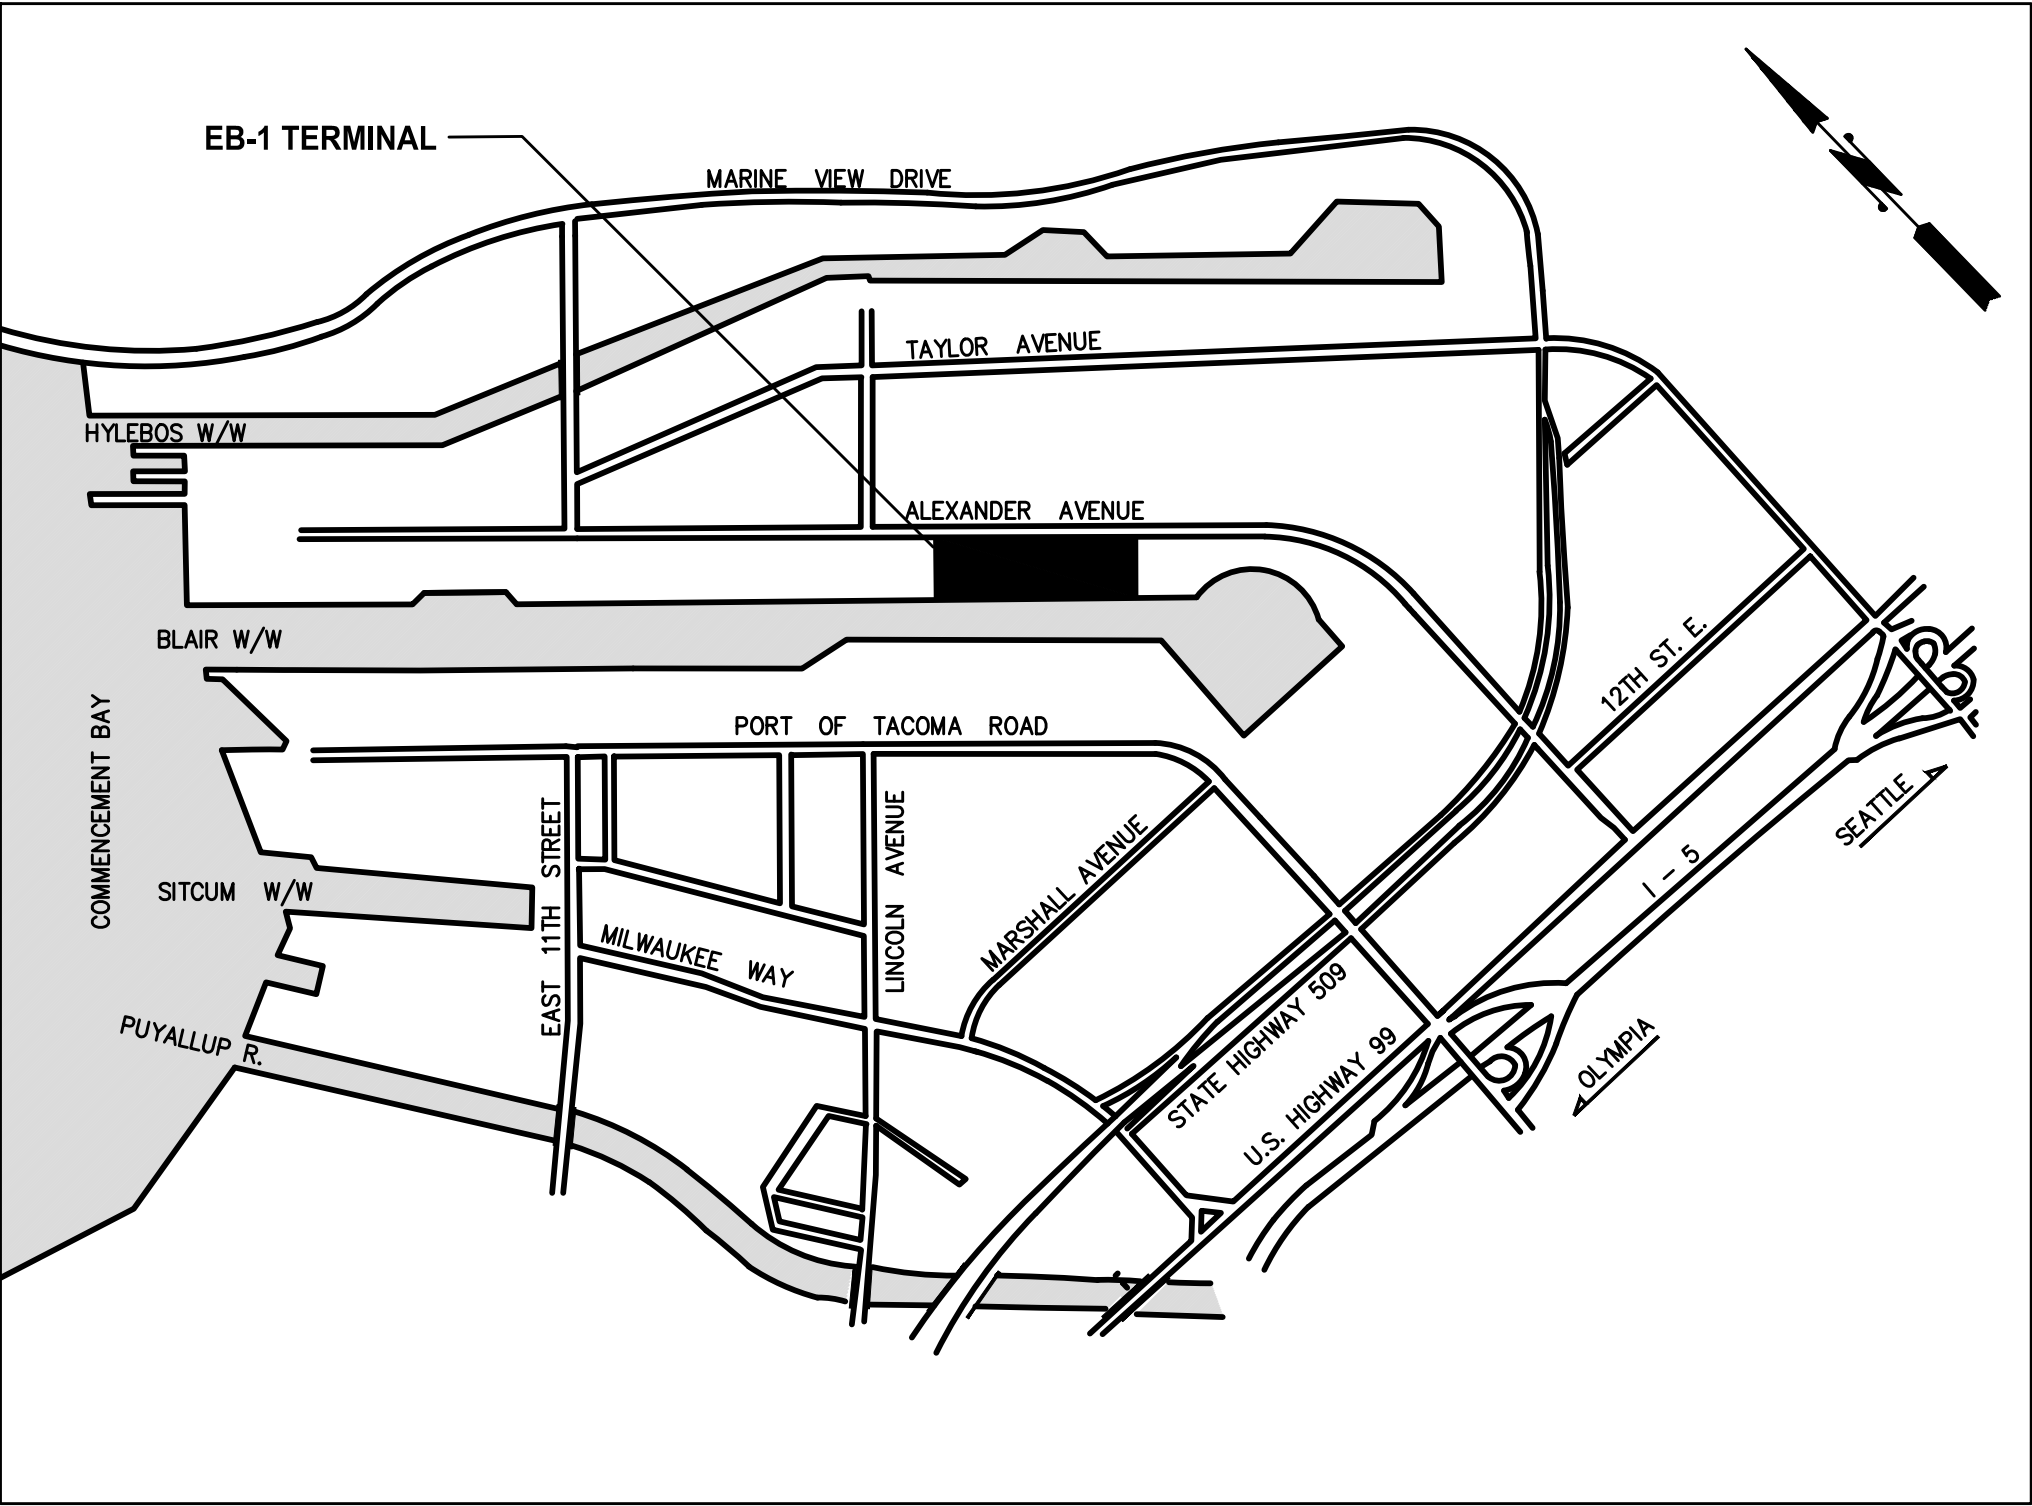 EB-1 TERMINAL
MARINE VIEW DRIVE
TAYLOR AVENUE
HYLEBOS W/W
ALEXANDER AVENUE
BLAIR W/W
12TH ST. E.
COMMENCEMENT BAY
PORT OF TACOMA ROAD
SEATTLE
EAST 11TH STREET
LINCOLN AVENUE
MARSHALL AVENUE
I - 5
SITCUM W/W
MILWAUKEE WAY
STATE HIGHWAY 509
PUYALLUP R.
U.S. HIGHWAY 99
OLYMPIA